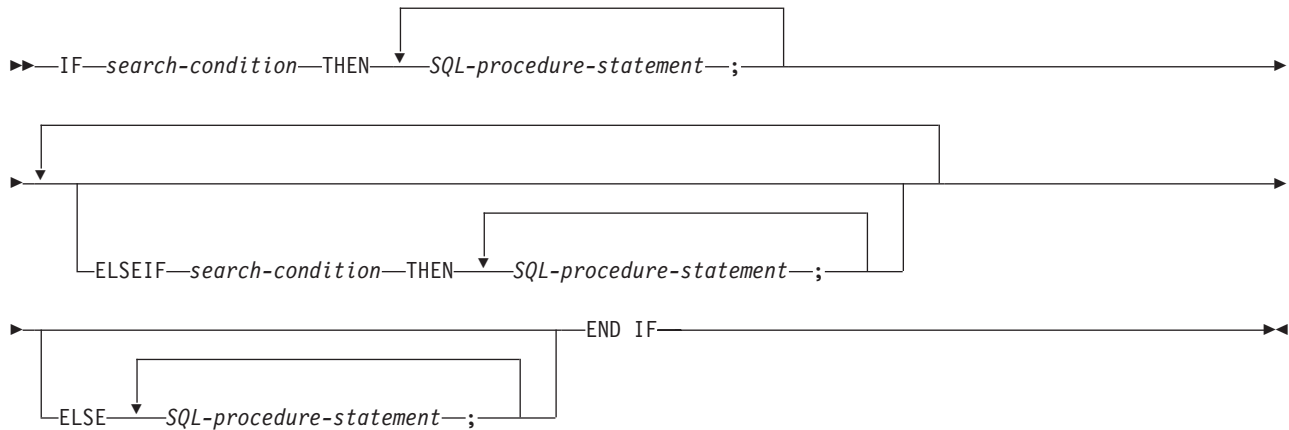 IF search-condition THEN SQL-procedure-statement ;
ELSEIF search-condition THEN SQL-procedure-statement ;
END IF
ELSE SQL-procedure-statement ;